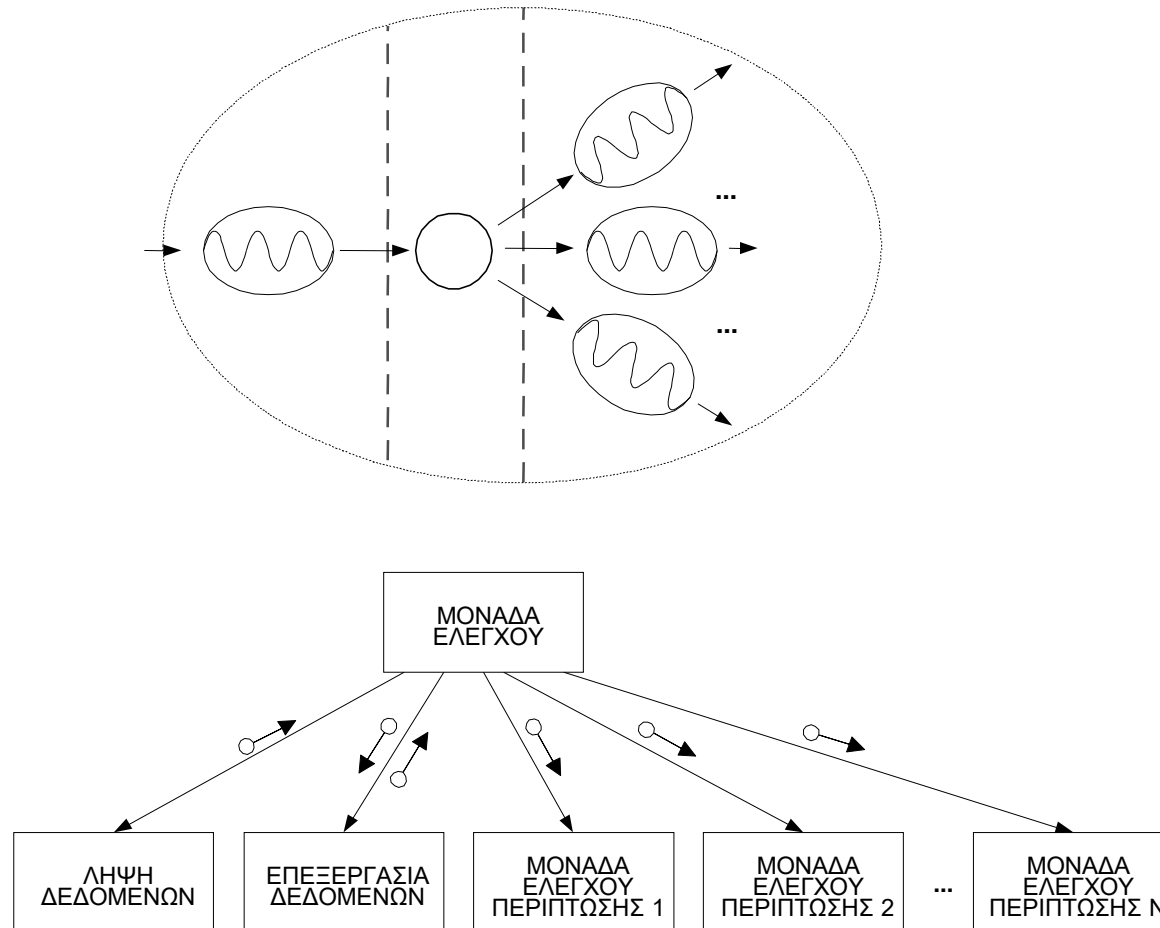 ...
...
ΜΟΝΑΔΑ
ΕΛΕΓΧΟΥ
ΛΗΨΗ
ΔΕΔΟΜΕΝΩΝ
ΕΠΕΞΕΡΓΑΣΙΑ
ΔΕΔΟΜΕΝΩΝ
ΜΟΝΑΔΑ
ΕΛΕΓΧΟΥ
ΠΕΡΙΠΤΩΣΗΣ 1
ΜΟΝΑΔΑ
ΕΛΕΓΧΟΥ
ΠΕΡΙΠΤΩΣΗΣ 2
...
ΜΟΝΑΔΑ
ΕΛΕΓΧΟΥ
ΠΕΡΙΠΤΩΣΗΣ Ν